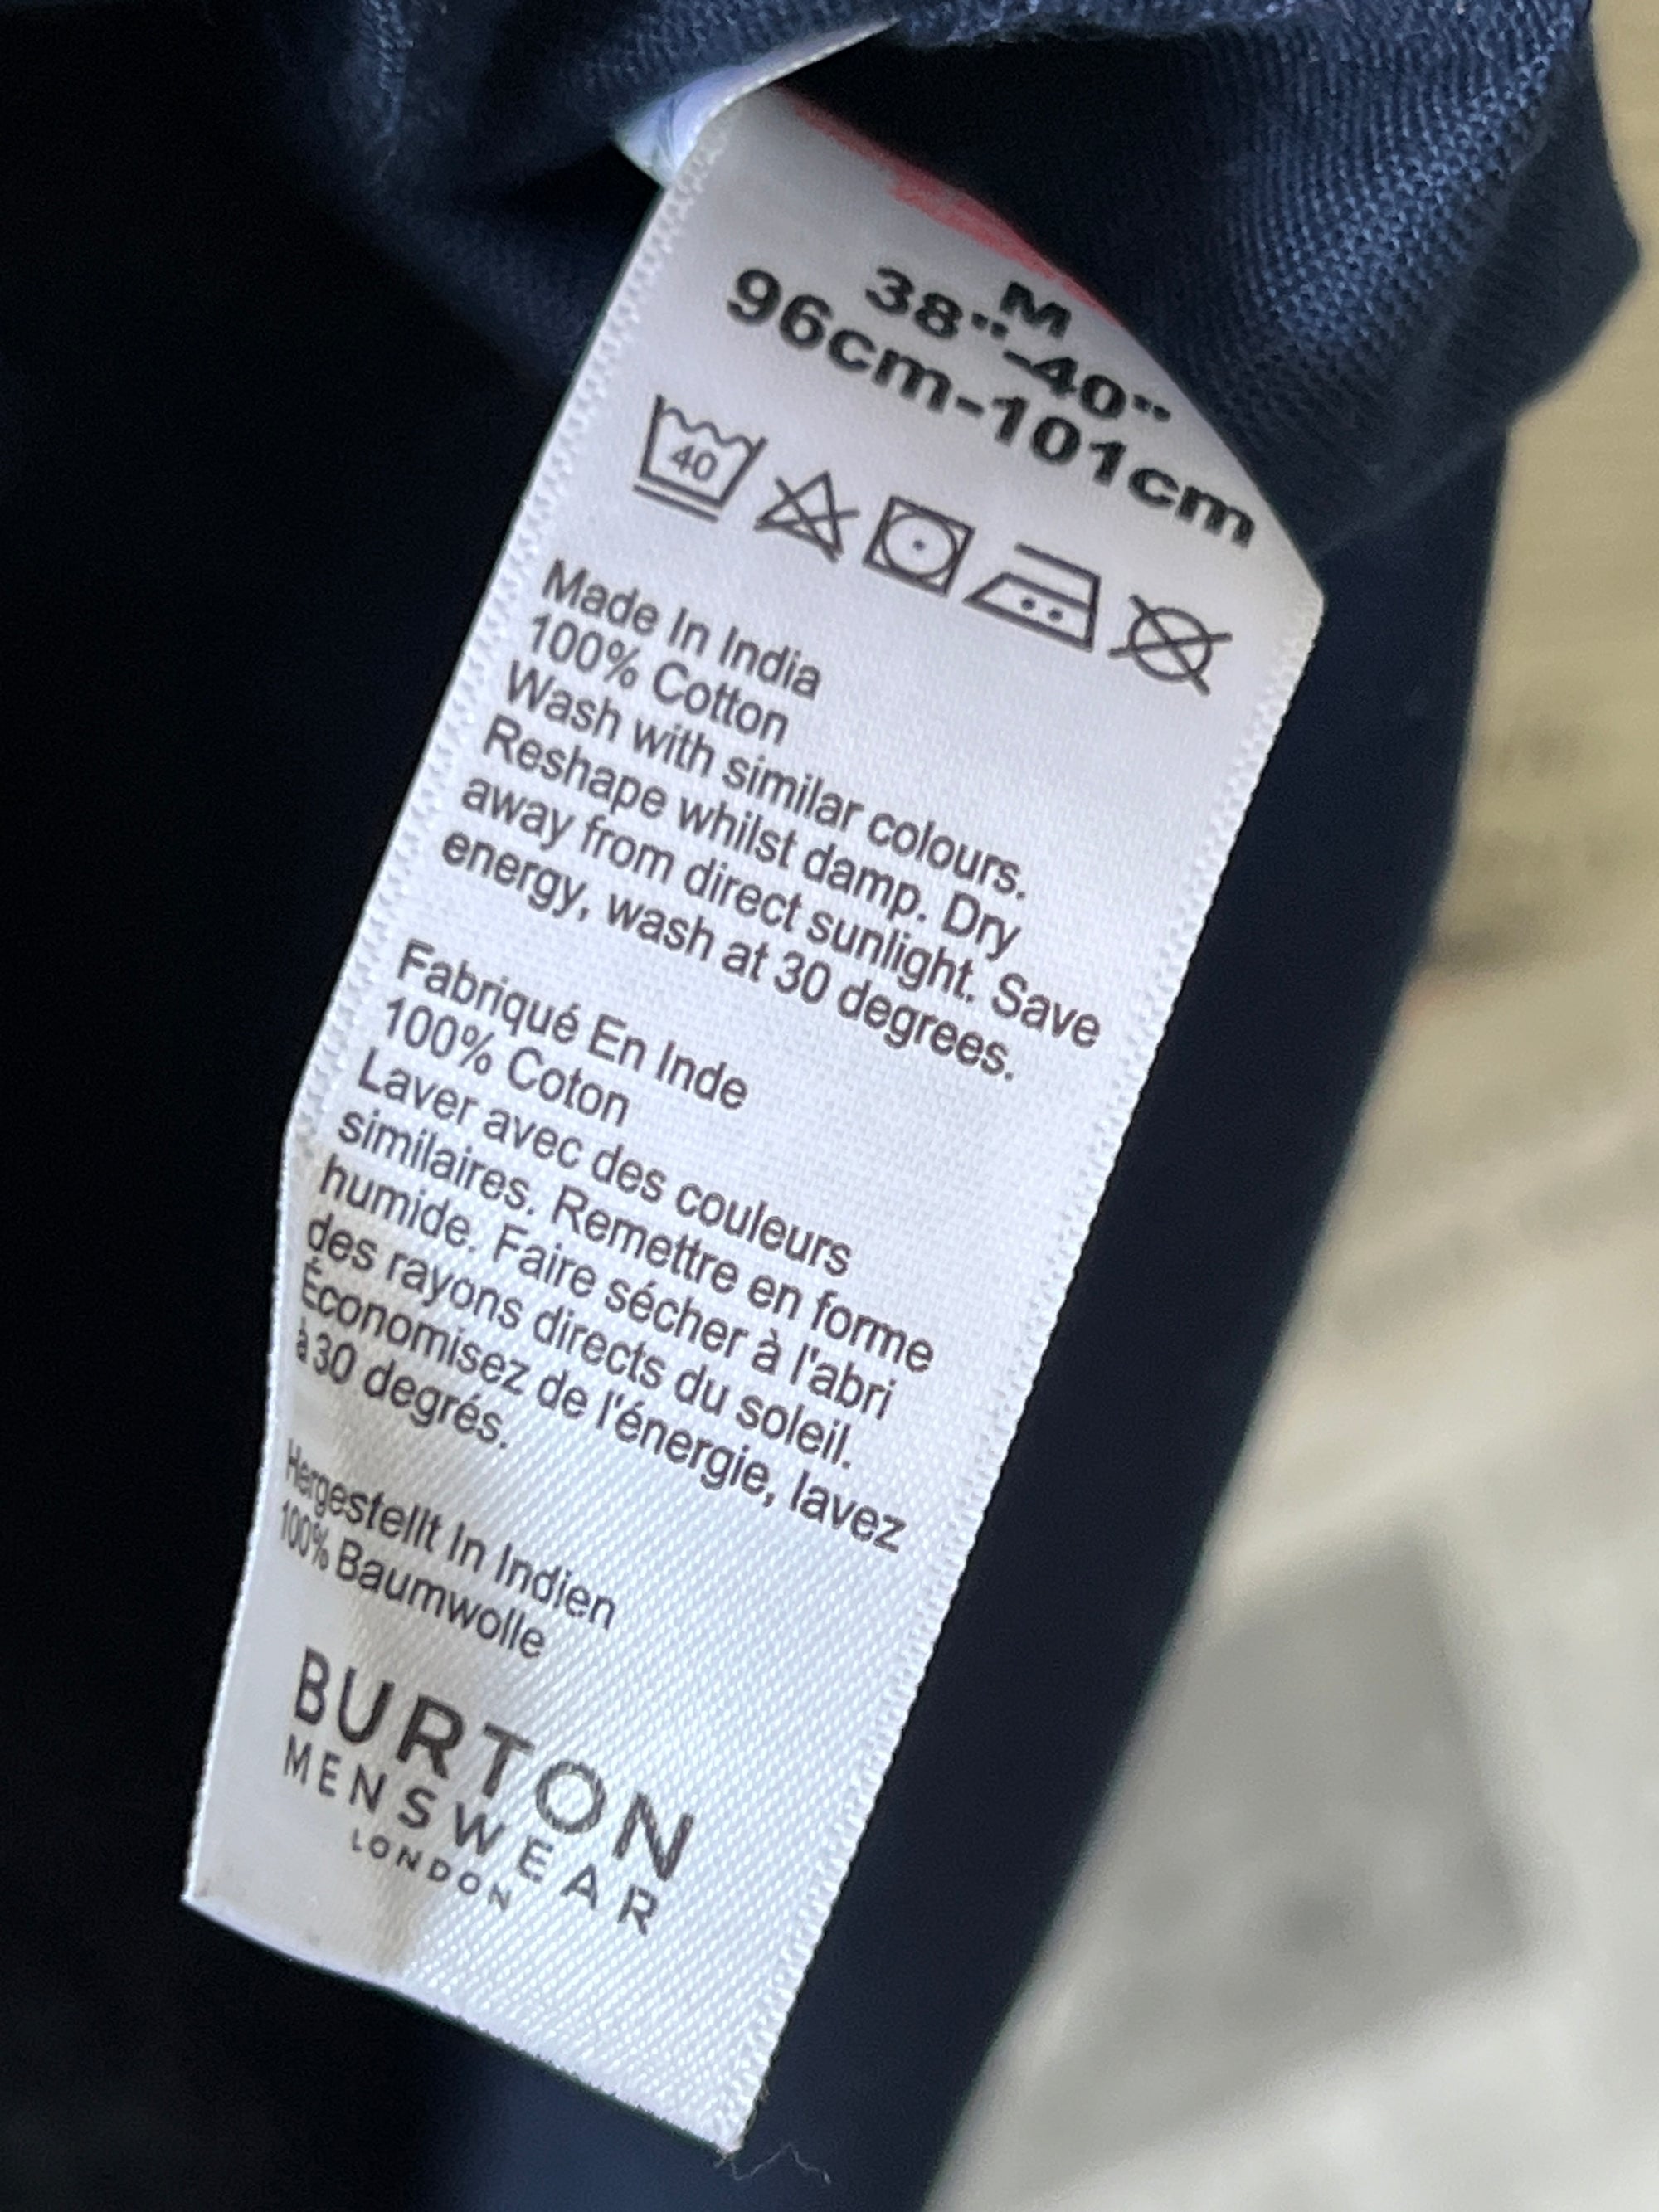 M
38"-40"
96cm-101cm
40
Made In India
100% Cotton
Wash with similar colours.
Reshape whilst damp. Dry
away from direct sunlight. Save
energy, wash at 30 degrees.
Fabriqué En Inde
100% Coton
Laver avec des couleurs
similaires. Remettre en forme
humide. Faire sécher à l'abri
des rayons directs du soleil.
Économisez de l'énergie, lavez
à 30 degrés.
Hergestellt In Indien
100% Baumwolle
BURTON
MENSWEAR
LONDON